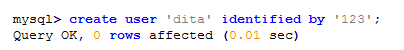 mysql> create user 'dita' identified by '123';
Query OK, 0 rows affected (0.01 sec)